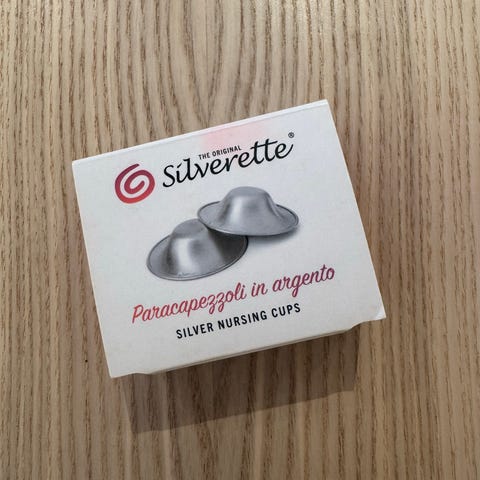 THE ORIGINAL
Silverette®
Paracapezzoli in argento
SILVER NURSING CUPS